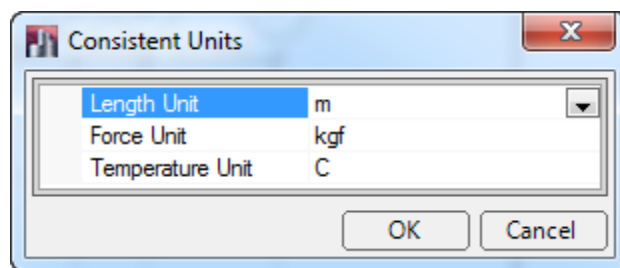 Consistent Units
Length Unit m
Force Unit kgf
Temperature Unit C
OK Cancel